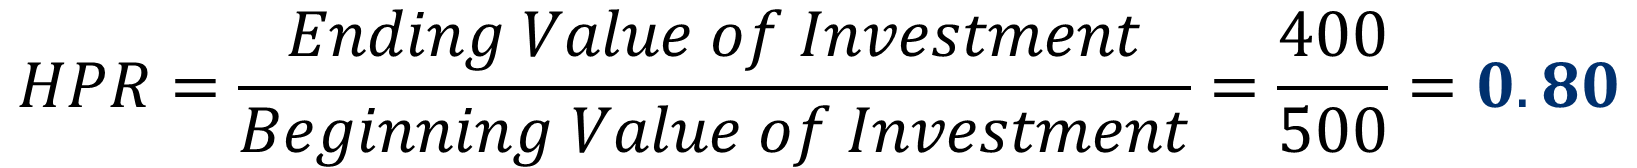 HPR = Ending Value of Investment / Beginning Value of Investment = 400 / 500 = 0.80